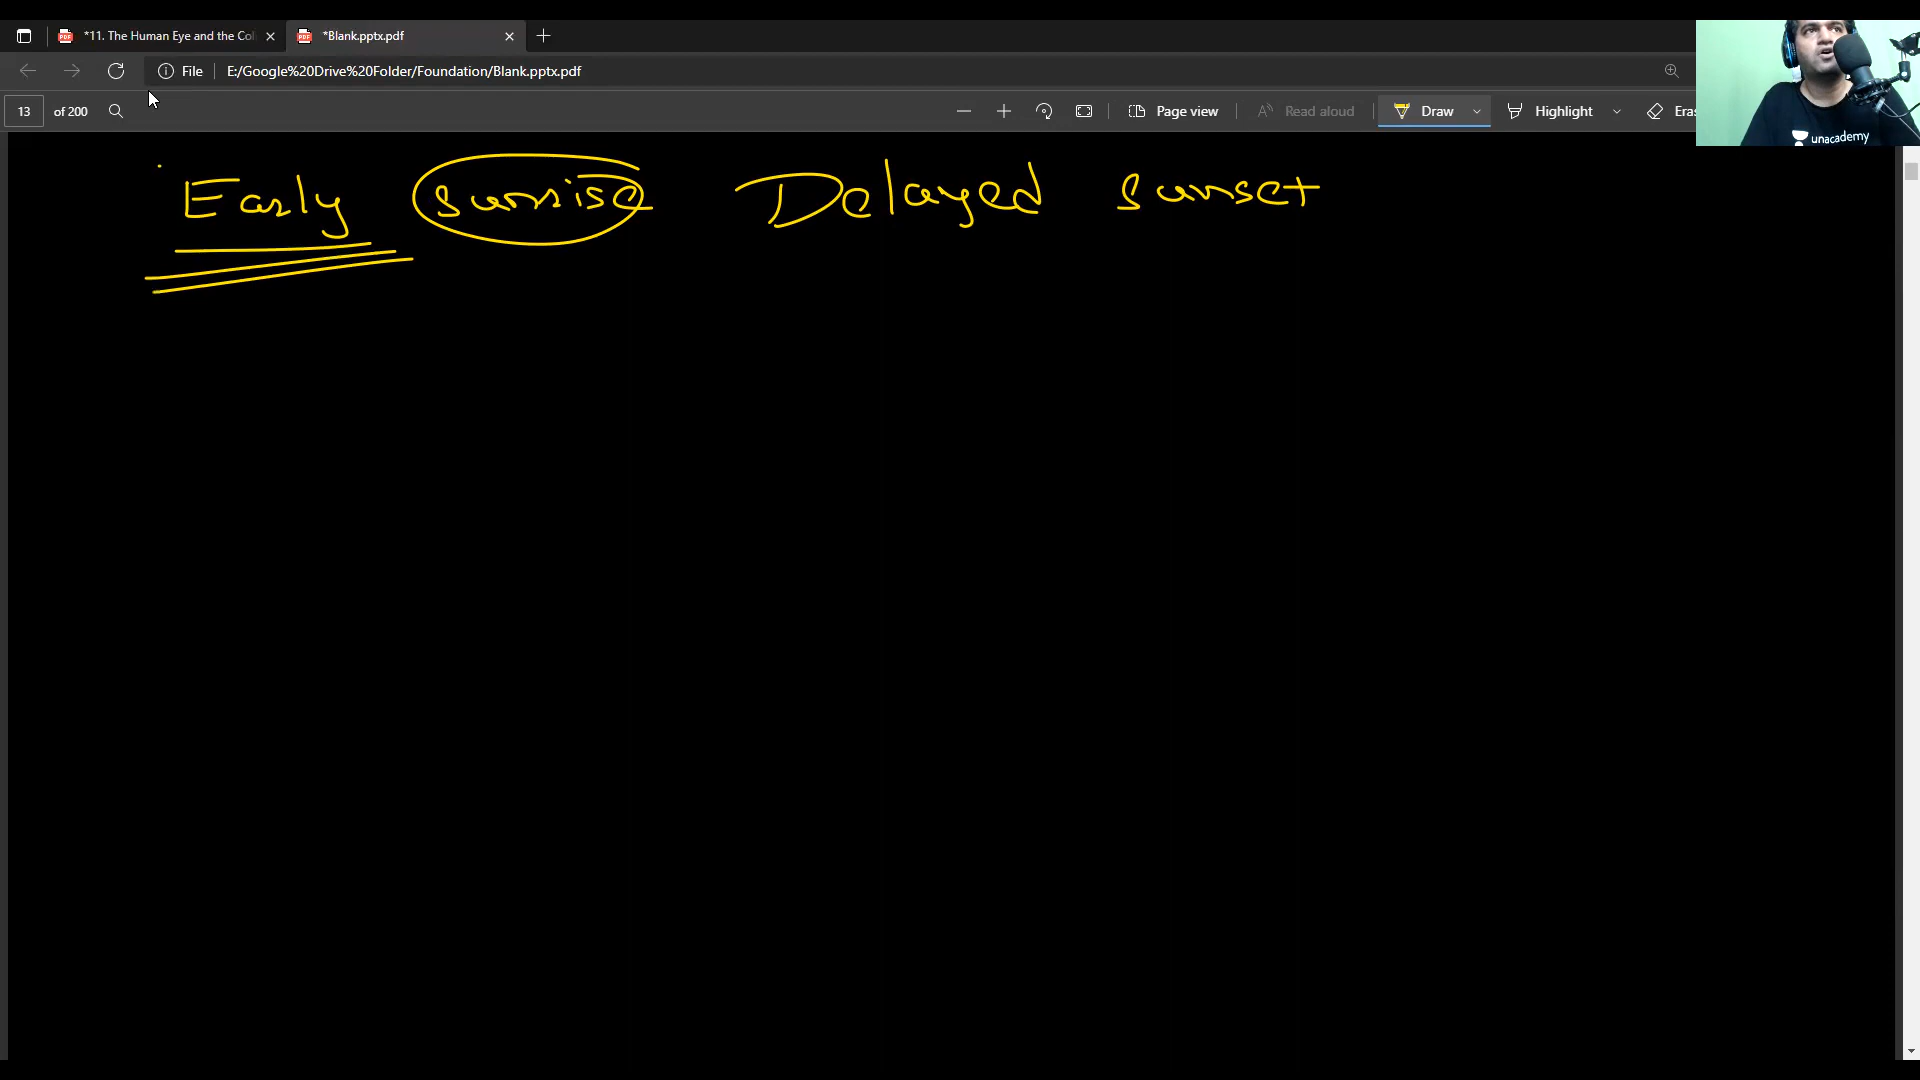 *11. The Human Eye and the Col
*Blank.pptx.pdf
File E:/Google%20Drive%20Folder/Foundation/Blank.pptx.pdf
13 of 200 Page view Read aloud Draw Highlight Eras
unacademy
Early sunrise Delayed sunset